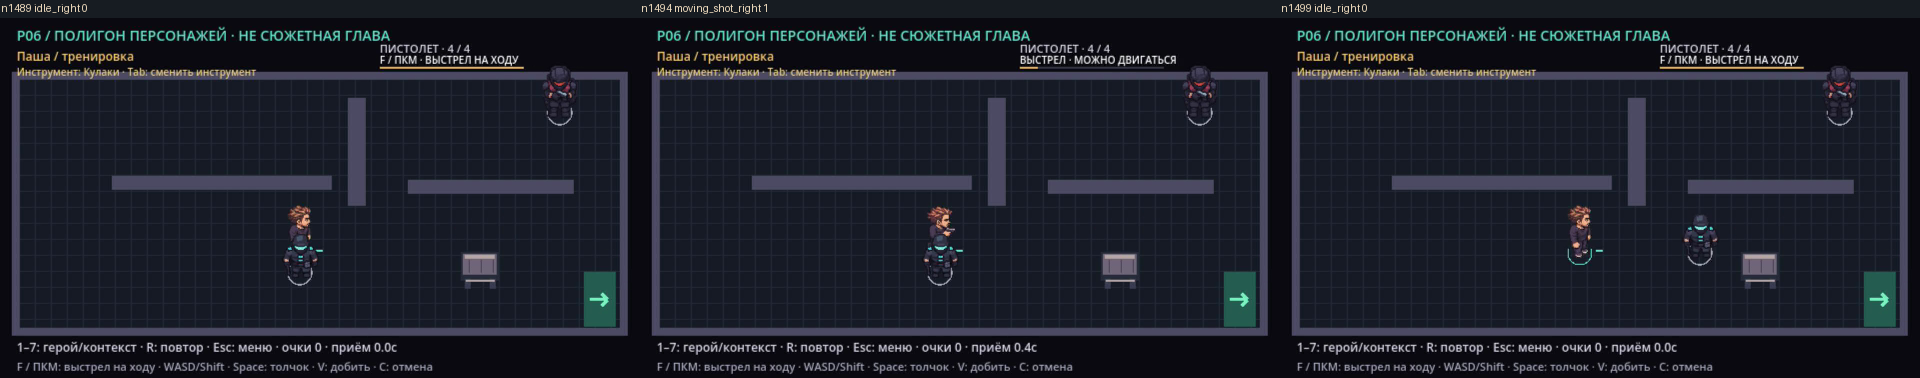 n1489 idle_right 0
P06 / ПОЛИГОН ПЕРСОНАЖЕЙ · НЕ СЮЖЕТНАЯ ГЛАВА
Паша / тренировка
ПИСТОЛЕТ · 4 / 4
F / ПКМ · ВЫСТРЕЛ НА ХОДУ
Инструмент: Кулаки · Tab: сменить инструмент
→
1–7: герой/контекст · R: повтор · Esc: меню · очки 0 · приём 0.0с
F / ПКМ: выстрел на ходу · WASD/Shift · Space: толчок · V: добить · C: отмена
n1494 moving_shot_right 1
P06 / ПОЛИГОН ПЕРСОНАЖЕЙ · НЕ СЮЖЕТНАЯ ГЛАВА
Паша / тренировка
ПИСТОЛЕТ · 4 / 4
ВЫСТРЕЛ · МОЖНО ДВИГАТЬСЯ
Инструмент: Кулаки · Tab: сменить инструмент
→
1–7: герой/контекст · R: повтор · Esc: меню · очки 0 · приём 0.4с
F / ПКМ: выстрел на ходу · WASD/Shift · Space: толчок · V: добить · C: отмена
n1499 idle_right 0
P06 / ПОЛИГОН ПЕРСОНАЖЕЙ · НЕ СЮЖЕТНАЯ ГЛАВА
Паша / тренировка
ПИСТОЛЕТ · 4 / 4
F / ПКМ · ВЫСТРЕЛ НА ХОДУ
Инструмент: Кулаки · Tab: сменить инструмент
→
1–7: герой/контекст · R: повтор · Esc: меню · очки 0 · приём 0.0с
F / ПКМ: выстрел на ходу · WASD/Shift · Space: толчок · V: добить · C: отмена